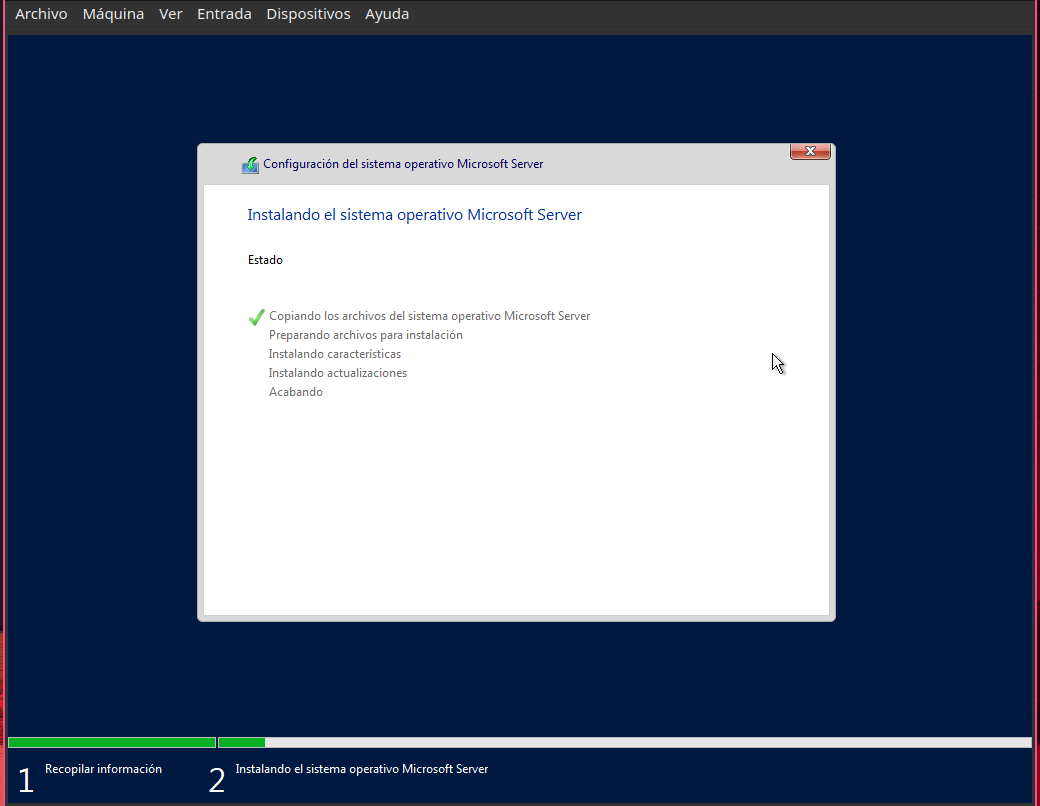 Archivo Máquina Ver Entrada Dispositivos Ayuda
Configuración del sistema operativo Microsoft Server
Instalando el sistema operativo Microsoft Server
Estado
Copiando los archivos del sistema operativo Microsoft Server
Preparando archivos para instalación
Instalando características
Instalando actualizaciones
Acabando
1 Recopilar información 2 Instalando el sistema operativo Microsoft Server